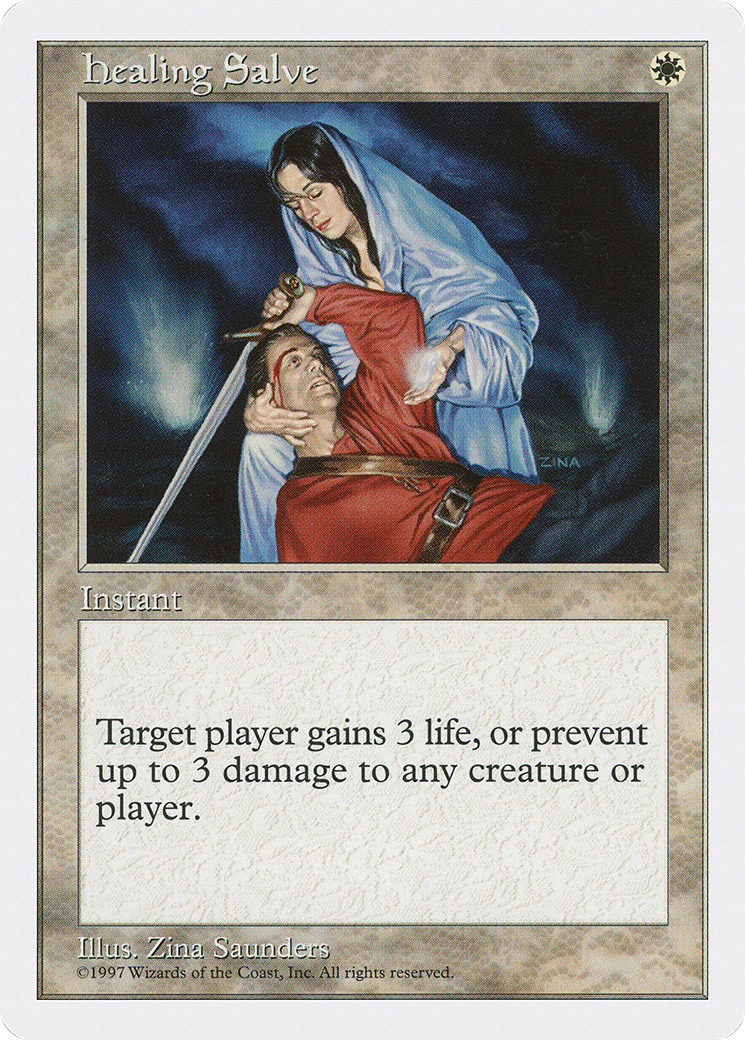 Healing Salve
ZINA
Instant
Target player gains 3 life, or prevent
up to 3 damage to any creature or
player.
Illus. Zina Saunders
©1997 Wizards of the Coast, Inc. All rights reserved.